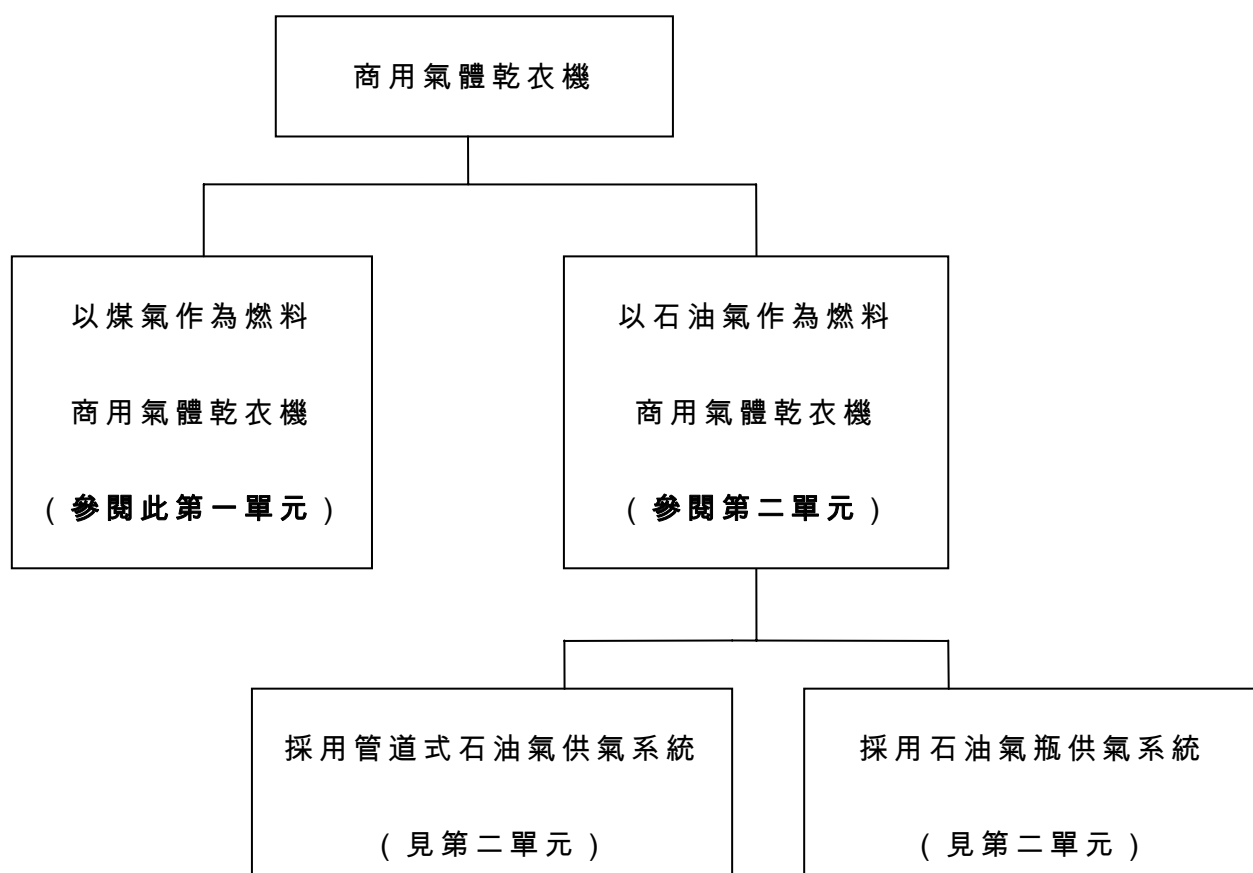 商用氣體乾衣機
以煤氣作為燃料
商用氣體乾衣機
(參閱此第一單元)
以石油氣作為燃料
商用氣體乾衣機
(參閱第二單元)
採用管道式石油氣供氣系統
(見第二單元)
採用石油氣瓶供氣系統
(見第二單元)